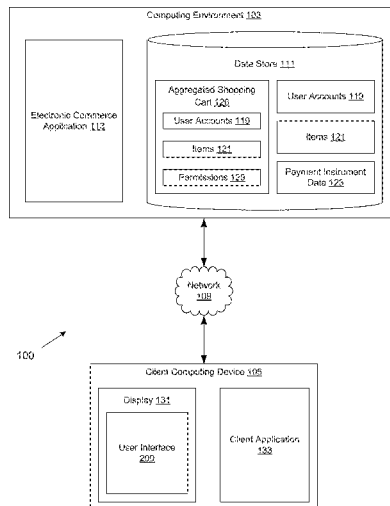 Computing Environment 103
Data Store 111
Electronic Commerce
Application 113
Aggregated Shopping
Cart 126
User Accounts 119
Items 121
Permissions 129
User Accounts 119
Items 121
Payment Instrument
Data 123
Network
109
100
Client Computing Device 106
Display 131
User Interface
200
Client Application
133